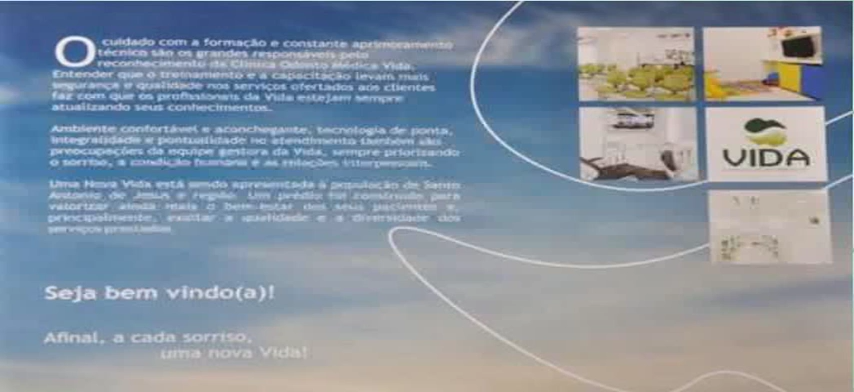 O cuidado com a formação e constante aprimoramento
técnico são os grandes responsáveis pelo
reconhecimento da Clínica Odonto Médica Vida.
Entender que o treinamento e a capacitação levam mais
segurança e qualidade nos serviços ofertados aos clientes
faz com que os profissionais da Vida estejam sempre
atualizando seus conhecimentos.
Ambiente confortável e aconchegante, tecnologia de ponta,
integralidade e pontualidade no atendimento também são
preocupações da equipe gestora da Vida, sempre priorizando
o sorriso, a condição humana e as relações interpessoais.
Uma Nova Vida está sendo apresentada à população de Santo
Antonio de Jesus e região. Um prédio foi construído para
valorizar ainda mais o bem-estar dos seus pacientes e,
principalmente, exaltar a qualidade e a diversidade dos
serviços prestados.
VIDA
Seja bem vindo(a)!
Afinal, a cada sorriso,
uma nova Vida!